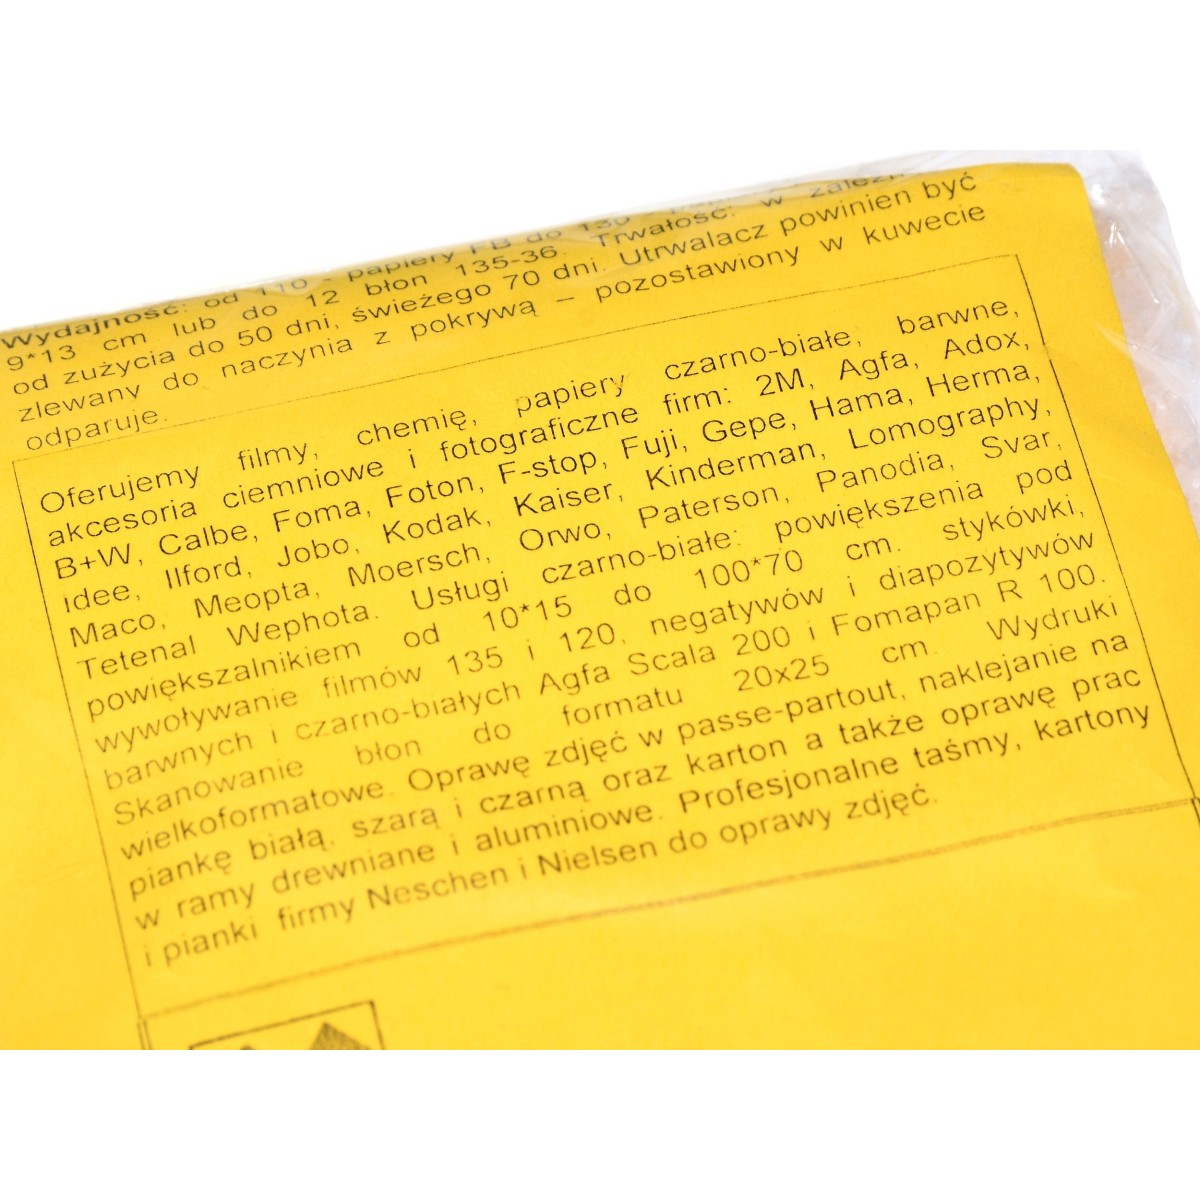 Wydajność: od 110 - papiery FB do 130 - papiery
9*13 cm lub do 12 błon 135-36. Trwałość: w
od zużycia do 50 dni, świeżego 70 dni. Utrwalacz powinien być
zlewany do naczynia z pokrywą – pozostawiony w kuwecie
odparuje.
Oferujemy filmy, chemię, papiery czarno-białe, barwne,
akcesoria ciemniowe i fotograficzne firm: 2M, Agfa, Adox,
B+W, Calbe, Foma, Foton, F-stop, Fuji, Gepe, Hama, Herma,
idee, Ilford, Jobo, Kodak, Kaiser, Kinderman, Lomography,
Maco, Meopta, Moersch, Orwo, Paterson, Panodia, Svar,
Tetenal Wephota. Usługi czarno-białe: powiększenia pod
powiększalnikiem od 10*15 do 100*70 cm. stykówki,
wywoływanie filmów 135 i 120, negatywów i diapozytywów
barwnych i czarno-białych Agfa Scala 200 i Fomapan R 100.
Skanowanie błon do formatu 20x25 cm. Wydruki
wielkoformatowe. Oprawę zdjęć w passe-partout, naklejanie na
piankę białą, szarą i czarną oraz karton a także oprawę prac
w ramy drewniane i aluminiowe. Profesjonalne taśmy, kartony
i pianki firmy Neschen i Nielsen do oprawy zdjęć.